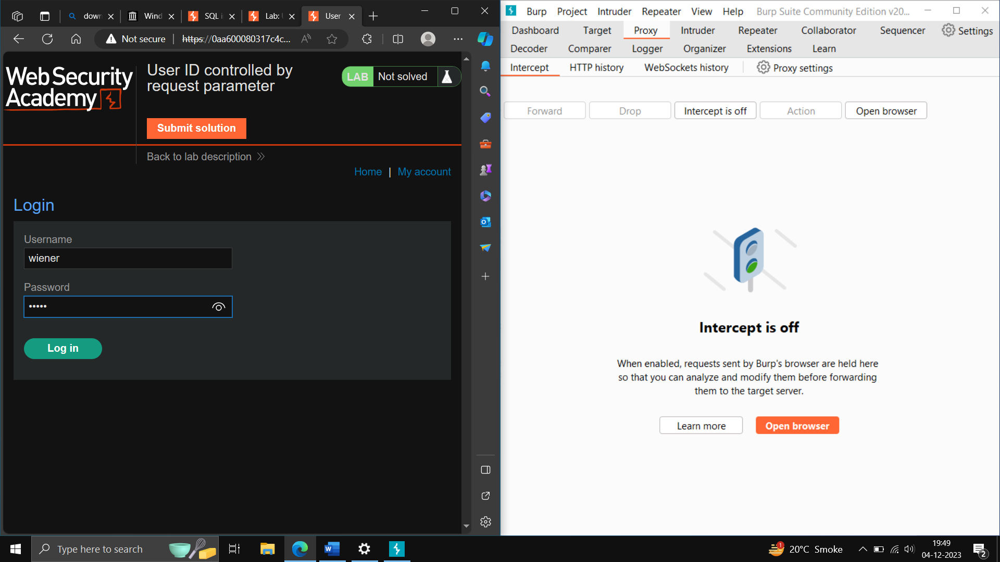 down
Wind
SQL i
Lab: U
User
Not secure
https://0aa600080317c4c...
Web Security
Academy
User ID controlled by
request parameter
LAB
Not solved
Submit solution
Back to lab description
Home | My account
Login
Username
wiener
Password
•••••
Log in
Burp Project Intruder Repeater View Help Burp Suite Community Edition v20...
Dashboard Target Proxy Intruder Repeater Collaborator Sequencer Settings
Decoder Comparer Logger Organizer Extensions Learn
Intercept HTTP history WebSockets history Proxy settings
Forward Drop Intercept is off Action Open browser
Intercept is off
When enabled, requests sent by Burp's browser are held here
so that you can analyze and modify them before forwarding
them to the target server.
Learn more Open browser
Type here to search
1
20°C Smoke
19:49
04-12-2023
2